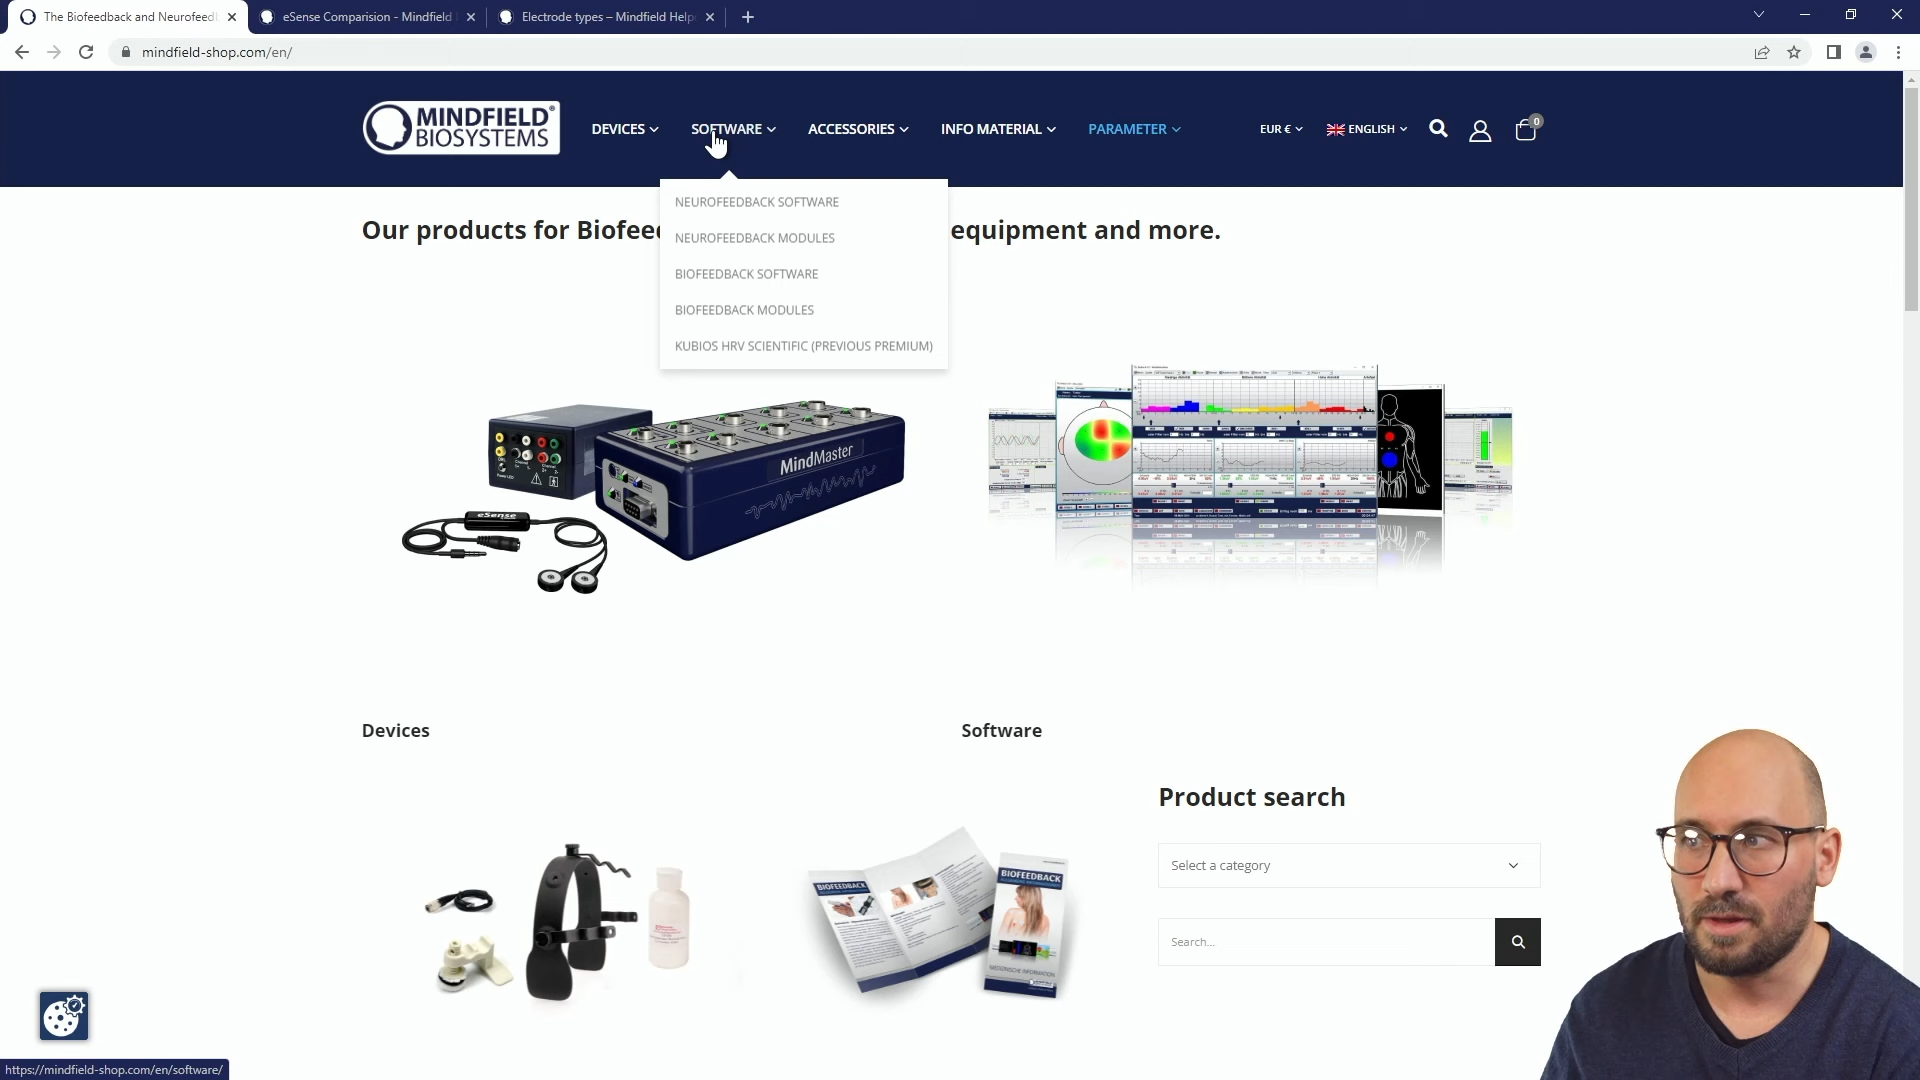 The Biofeedback and Neurofeedb
eSense Comparision - Mindfield
Electrode types – Mindfield Help
mindfield-shop.com/en/
MINDFIELD®
BIOSYSTEMS
DEVICES
SOFTWARE
ACCESSORIES
INFO MATERIAL
PARAMETER
EUR €
ENGLISH
0
NEUROFEEDBACK SOFTWARE
NEUROFEEDBACK MODULES
BIOFEEDBACK SOFTWARE
BIOFEEDBACK MODULES
KUBIOS HRV SCIENTIFIC (PREVIOUS PREMIUM)
Our products for Biofee
equipment and more.
MindMaster
eSense
Devices
Software
BIOFEEDBACK
BIOFEEDBACK
MEDIZINISCHE INFORMATION
Product search
Select a category
Search...
https://mindfield-shop.com/en/software/